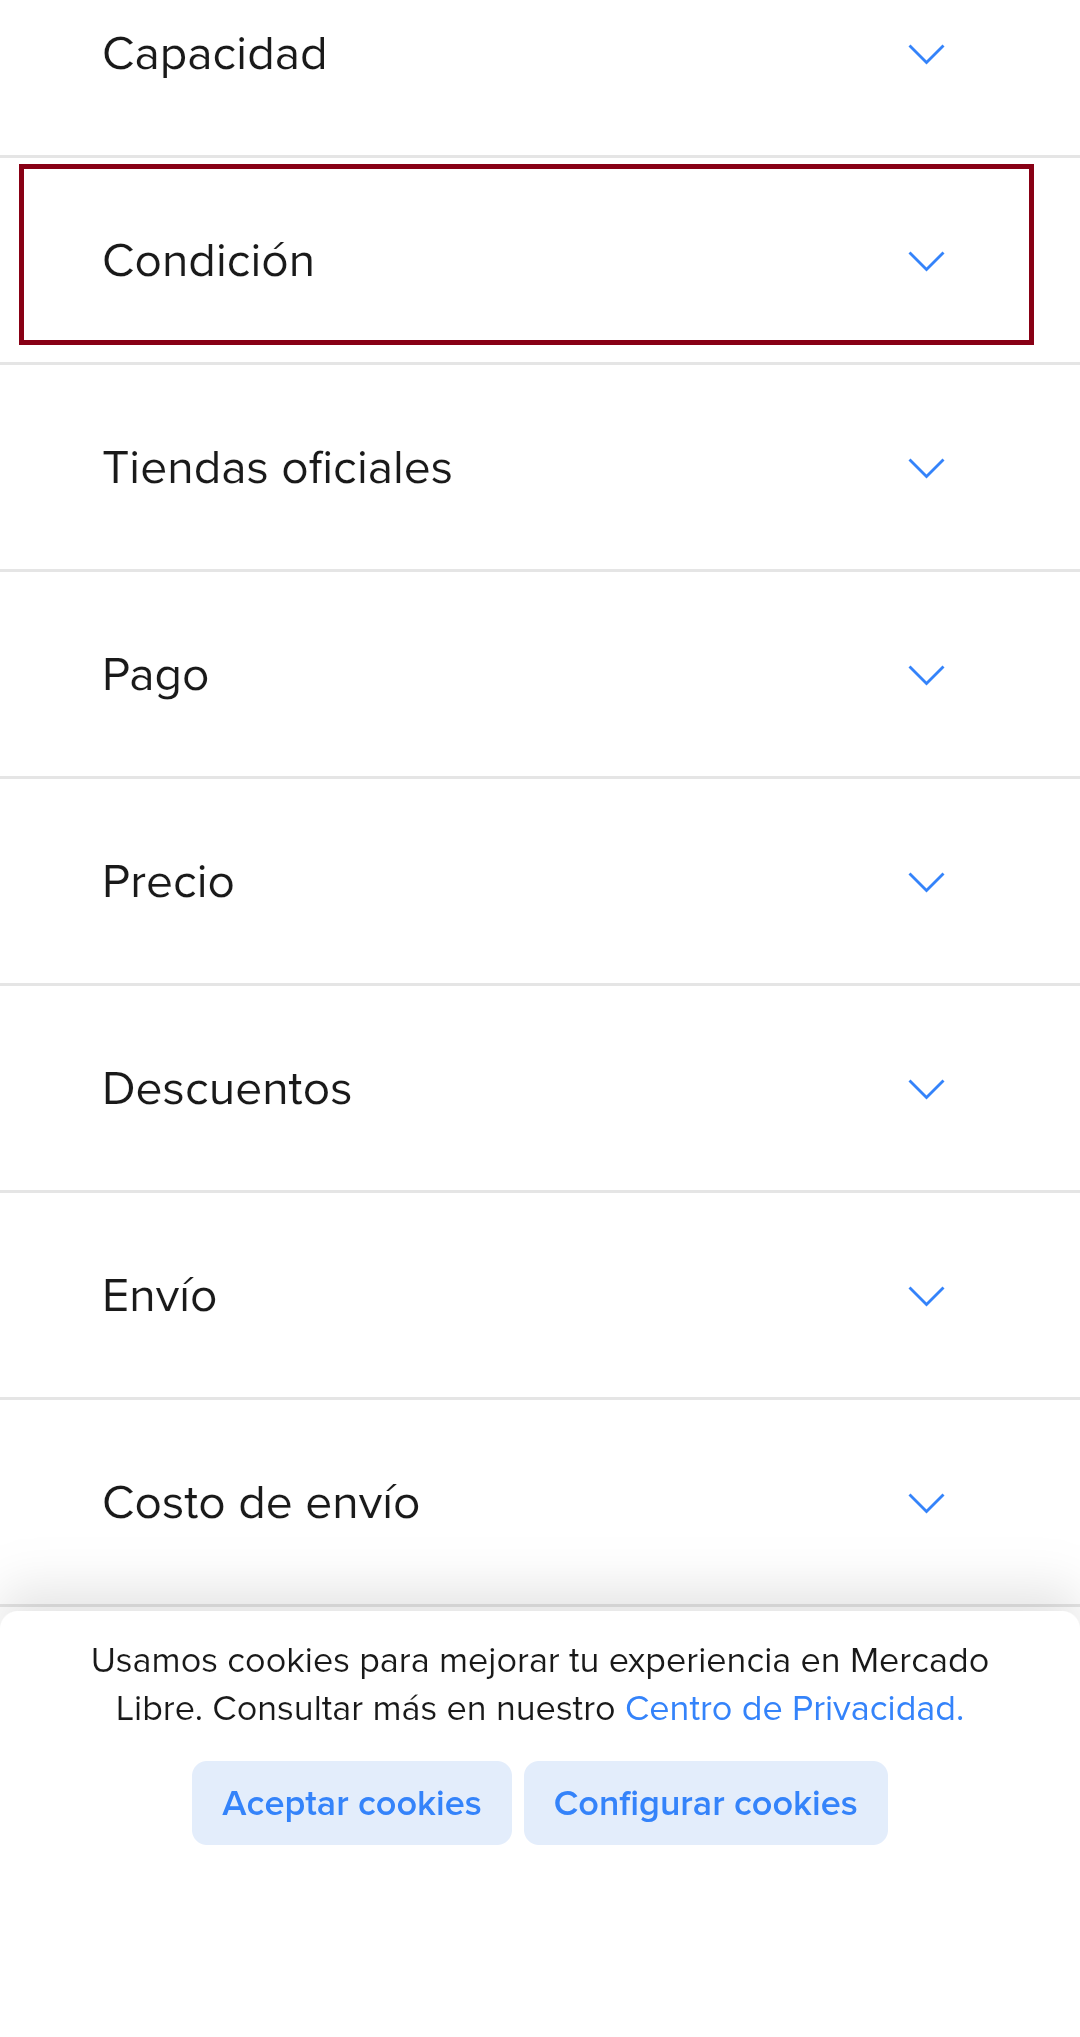 Capacidad
Condición
Tiendas oficiales
Pago
Precio
Descuentos
Envío
Costo de envío
Usamos cookies para mejorar tu experiencia en Mercado
Libre. Consultar más en nuestro Centro de Privacidad.
Aceptar cookies Configurar cookies